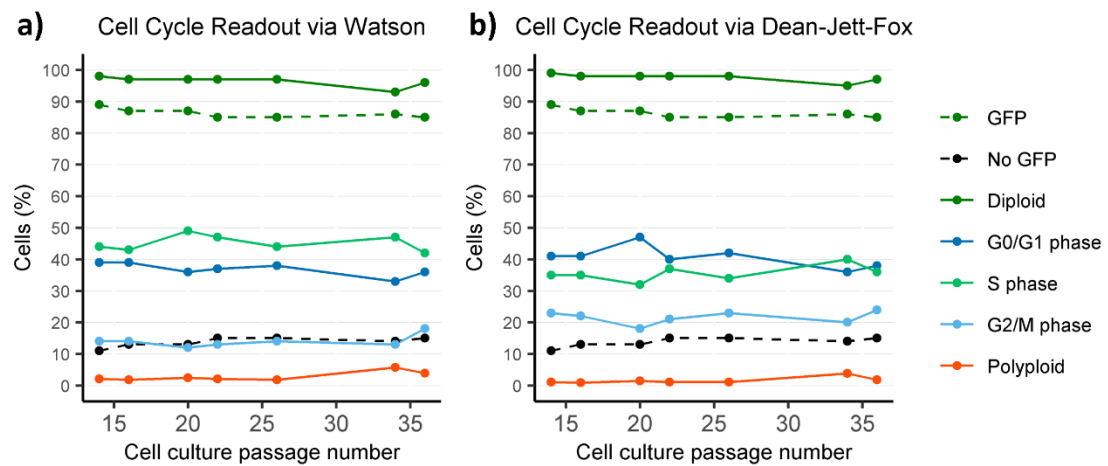 a) Cell Cycle Readout via Watson
Cells (%)
100
90
80
70
60
50
40
30
20
10
0
15 20 25 30 35
Cell culture passage number
b) Cell Cycle Readout via Dean-Jett-Fox
Cells (%)
100
90
80
70
60
50
40
30
20
10
0
15 20 25 30 35
Cell culture passage number
GFP
No GFP
Diploid
G0/G1 phase
S phase
G2/M phase
Polyploid